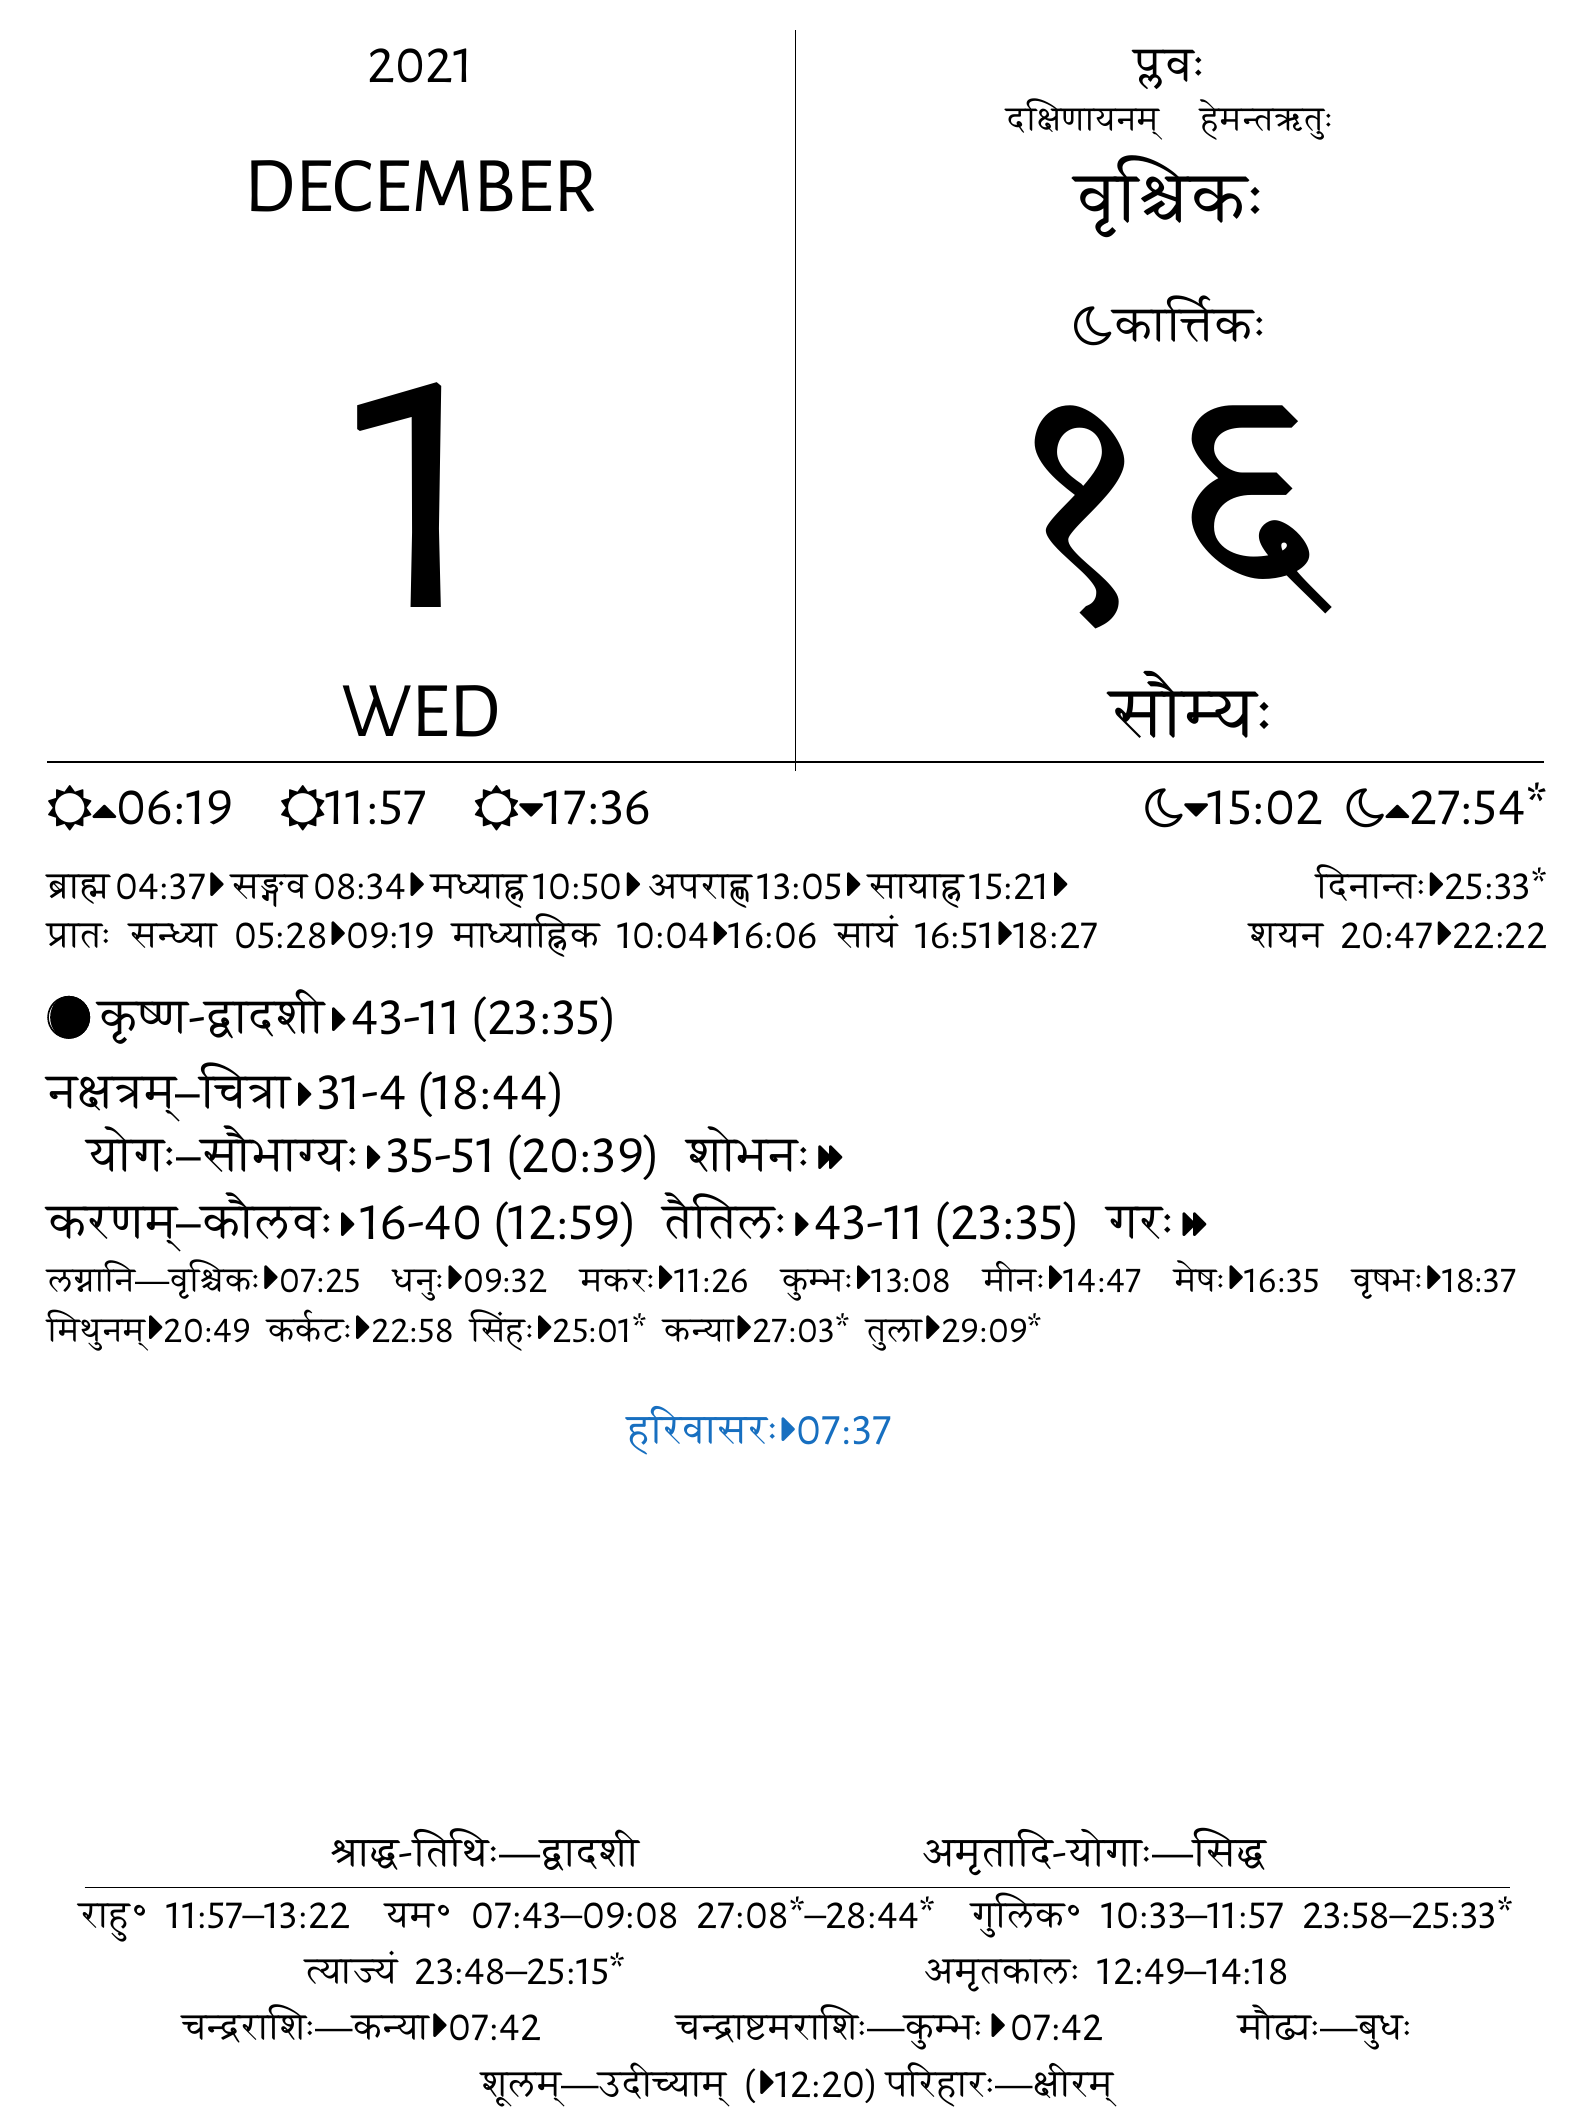 2021
DECEMBER
1
WED
प्लवः
दक्षिणायनम् हेमन्तऋतुः
वृश्चिकः
कार्त्तिकः
१६
सौम्यः
06:19 11:57 17:36 15:02 27:54*
ब्राह्म 04:37 सङ्गव 08:34 मध्याह्न 10:50 अपराह्ण 13:05 सायाह्न 15:21 दिनान्तः 25:33*
प्रातः सन्ध्या 05:28 09:19 माध्याह्निक 10:04 16:06 सायं 16:51 18:27 शयन 20:47 22:22
कृष्ण-द्वादशी 43-11 (23:35)
नक्षत्रम्–चित्रा 31-4 (18:44)
योगः–सौभाग्यः 35-51 (20:39) शोभनः
करणम्–कौलवः 16-40 (12:59) तैतिलः 43-11 (23:35) गरः
लग्नानि—वृश्चिकः 07:25 धनुः 09:32 मकरः 11:26 कुम्भः 13:08 मीनः 14:47 मेषः 16:35 वृषभः 18:37
मिथुनम् 20:49 कर्कटः 22:58 सिंहः 25:01* कन्या 27:03* तुला 29:09*
हरिवासरः 07:37
श्राद्ध-तिथिः—द्वादशी अमृतादि-योगाः—सिद्ध
राहु॰ 11:57–13:22 यम॰ 07:43–09:08 27:08*–28:44* गुलिक॰ 10:33–11:57 23:58–25:33*
त्याज्यं 23:48–25:15* अमृतकालः 12:49–14:18
चन्द्रराशिः—कन्या 07:42 चन्द्राष्टमराशिः—कुम्भः 07:42 मौढ्यः—बुधः
शूलम्—उदीच्याम् (12:20) परिहारः—क्षीरम्